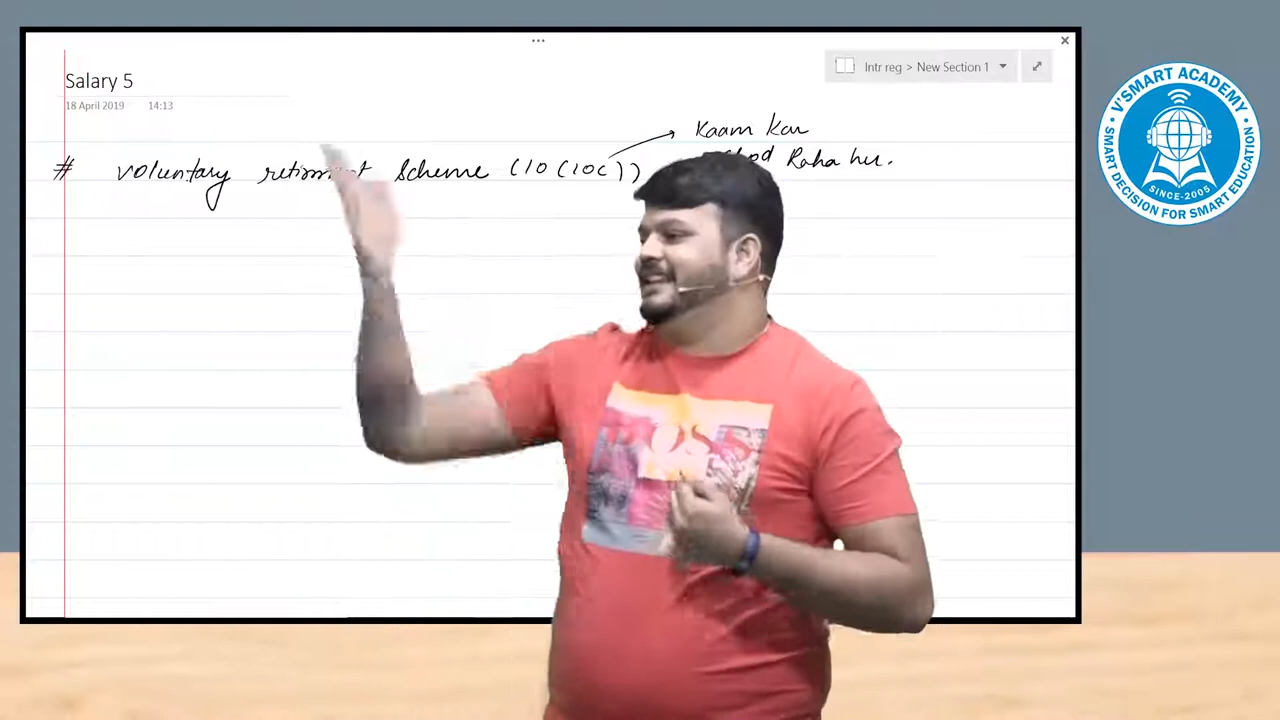 Salary 5
18 April 2019 14:13
Intr reg > New Section 1
Kaam kar
# voluntary scheme (10(10C)) Raha hu.
V'SMART ACADEMY
SMART DECISION FOR SMART EDUCATION
SINCE-2005